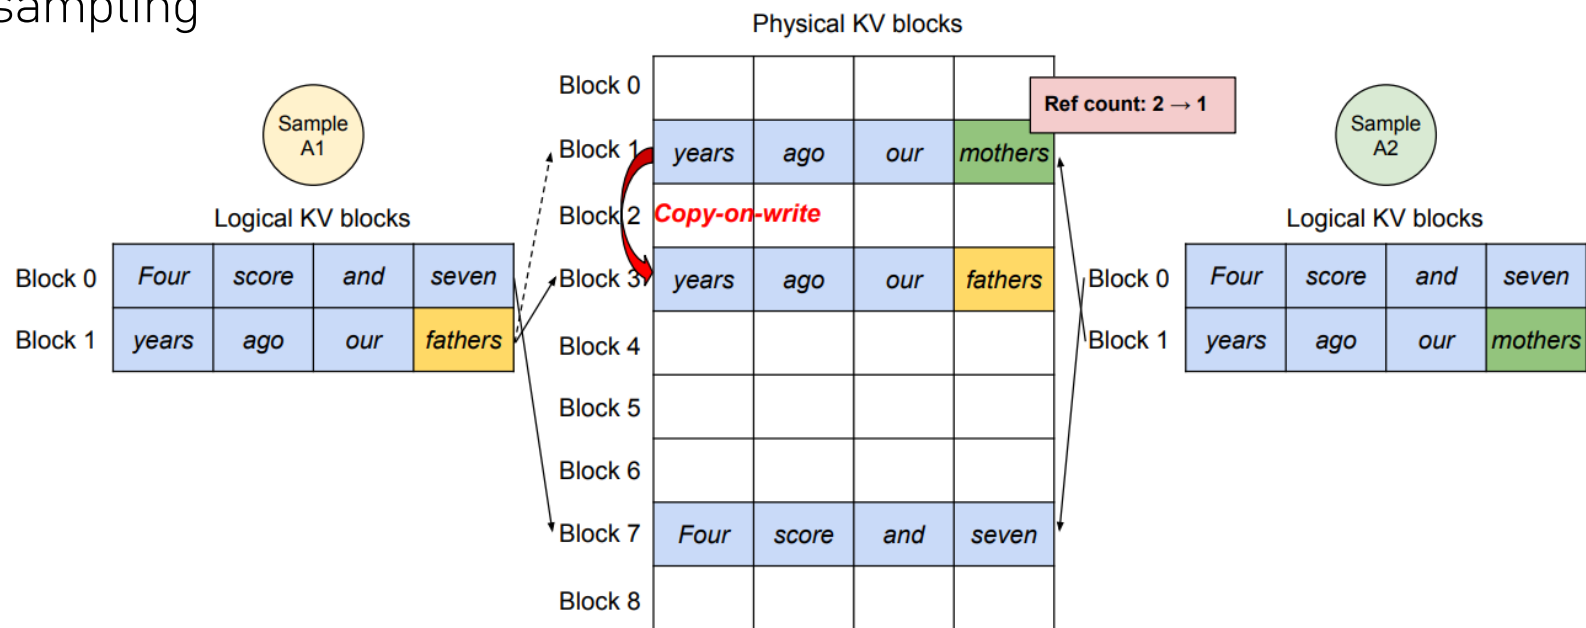 sampling
Physical KV blocks
Sample
A1
Logical KV blocks
Block 0 Four score and seven
Block 1 years ago our fathers
Block 0
Block 1 years ago our mothers
Ref count: 2 → 1
Block 2 Copy-on-write
Block 3 years ago our fathers
Block 4
Block 5
Block 6
Block 7 Four score and seven
Block 8
Sample
A2
Logical KV blocks
Block 0 Four score and seven
Block 1 years ago our mothers